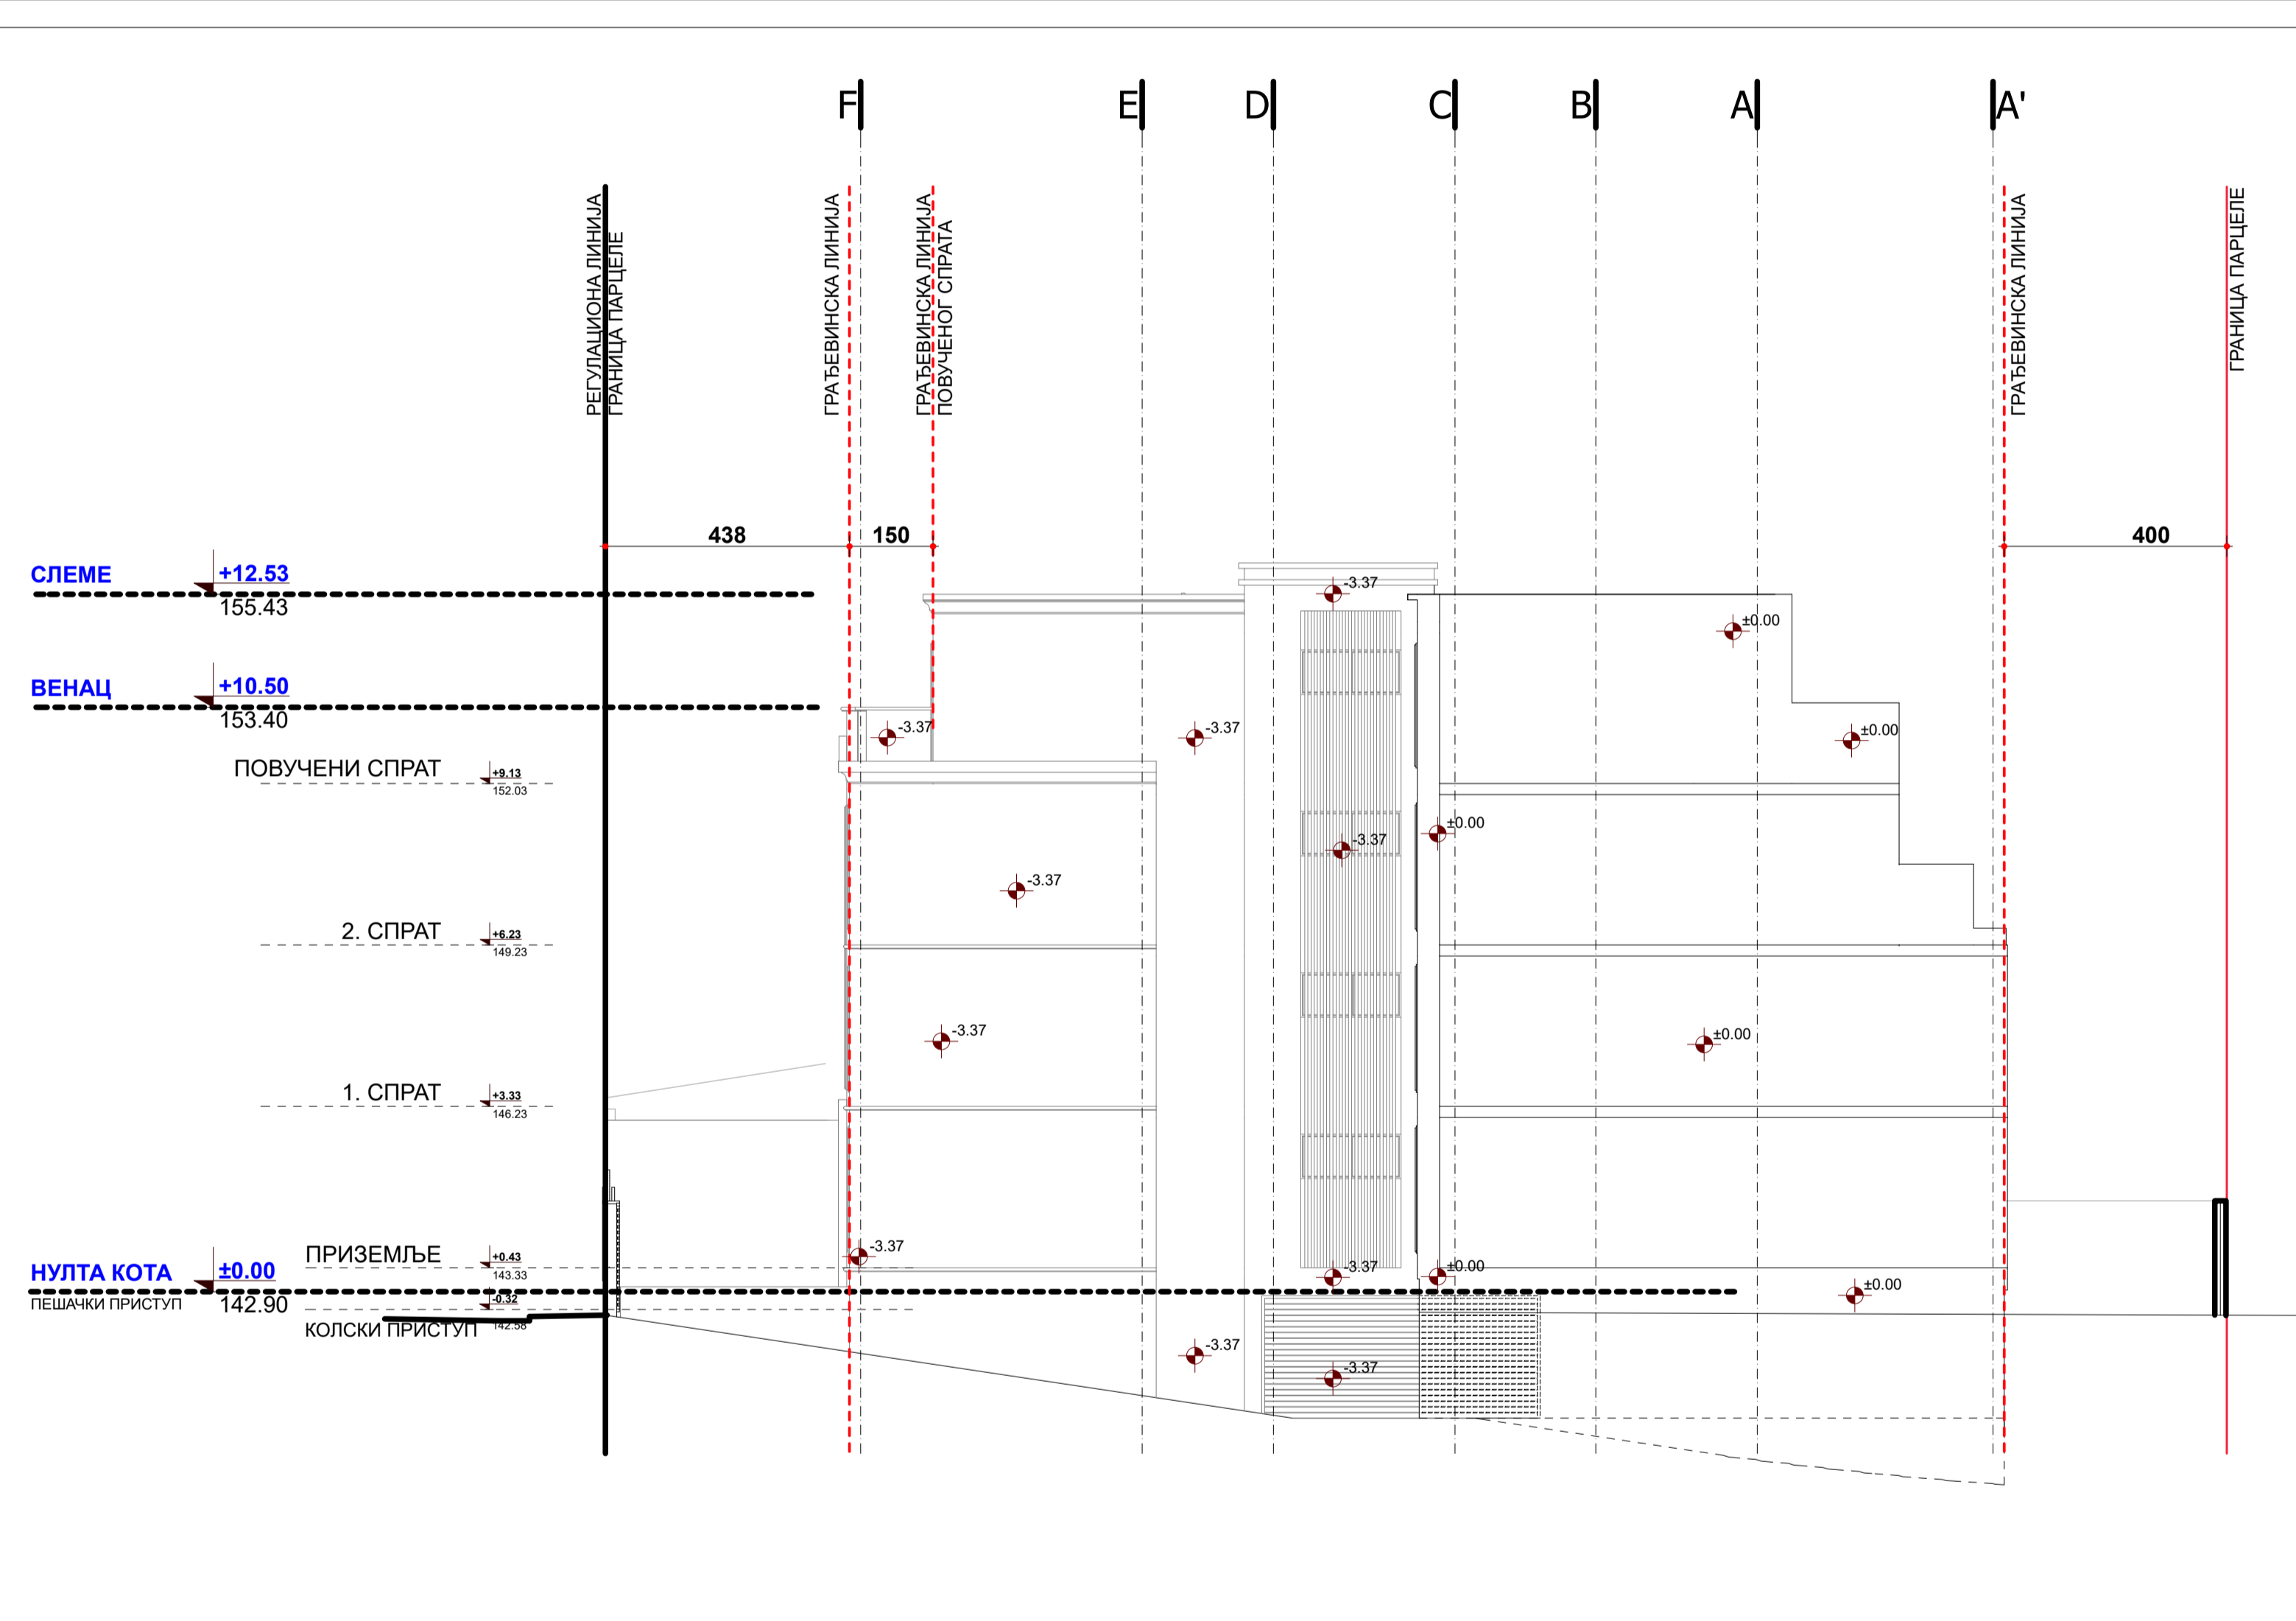 F
E
D
C
B
A
A'
РЕГУЛАЦИОНА ЛИНИЈА
ГРАНИЦА ПАРЦЕЛЕ
ГРАЂЕВИНСКА ЛИНИЈА
ГРАЂЕВИНСКА ЛИНИЈА
ПОВУЧЕНОГ СПРАТА
ГРАЂЕВИНСКА ЛИНИЈА
ГРАНИЦА ПАРЦЕЛЕ
438
150
400
СЛЕМЕ
+12.53
155.43
-3.37
±0.00
ВЕНАЦ
+10.50
153.40
-3.37
-3.37
±0.00
ПОВУЧЕНИ СПРАТ
+9.13
152.03
±0.00
-3.37
-3.37
2. СПРАТ
+6.23
149.23
-3.37
±0.00
1. СПРАТ
+3.33
146.23
-3.37
ПРИЗЕМЉЕ
+0.43
143.33
-3.37
±0.00
±0.00
НУЛТА КОТА
±0.00
ПЕШАЧКИ ПРИСТУП
142.90
-0.32
142.58
КОЛСКИ ПРИСТУП
-3.37
-3.37